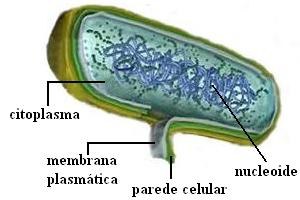 citoplasma
membrana
plasmática
parede celular
nucleoide